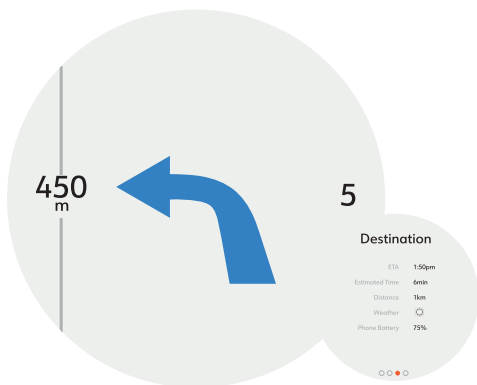 450
m
5
Destination
ETA 1:50pm
Estimated Time 6min
Distance 1km
Weather
Phone Battery 75%